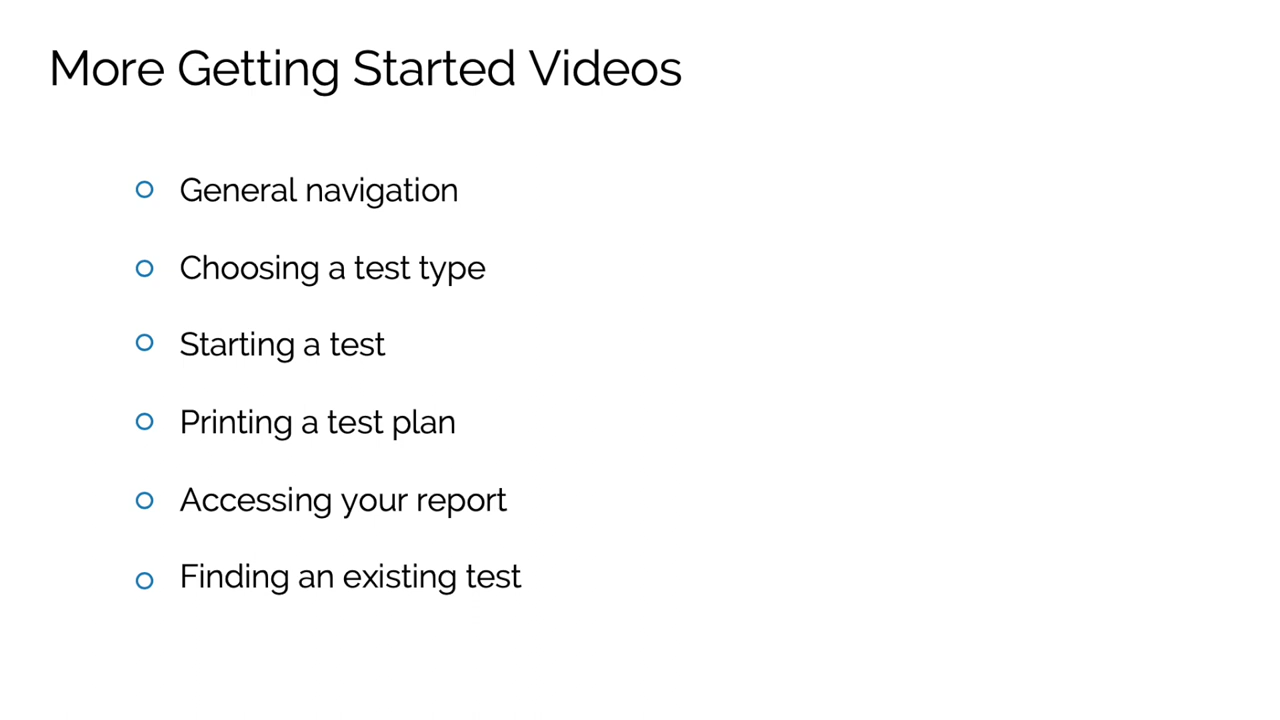 More Getting Started Videos
General navigation
Choosing a test type
Starting a test
Printing a test plan
Accessing your report
Finding an existing test